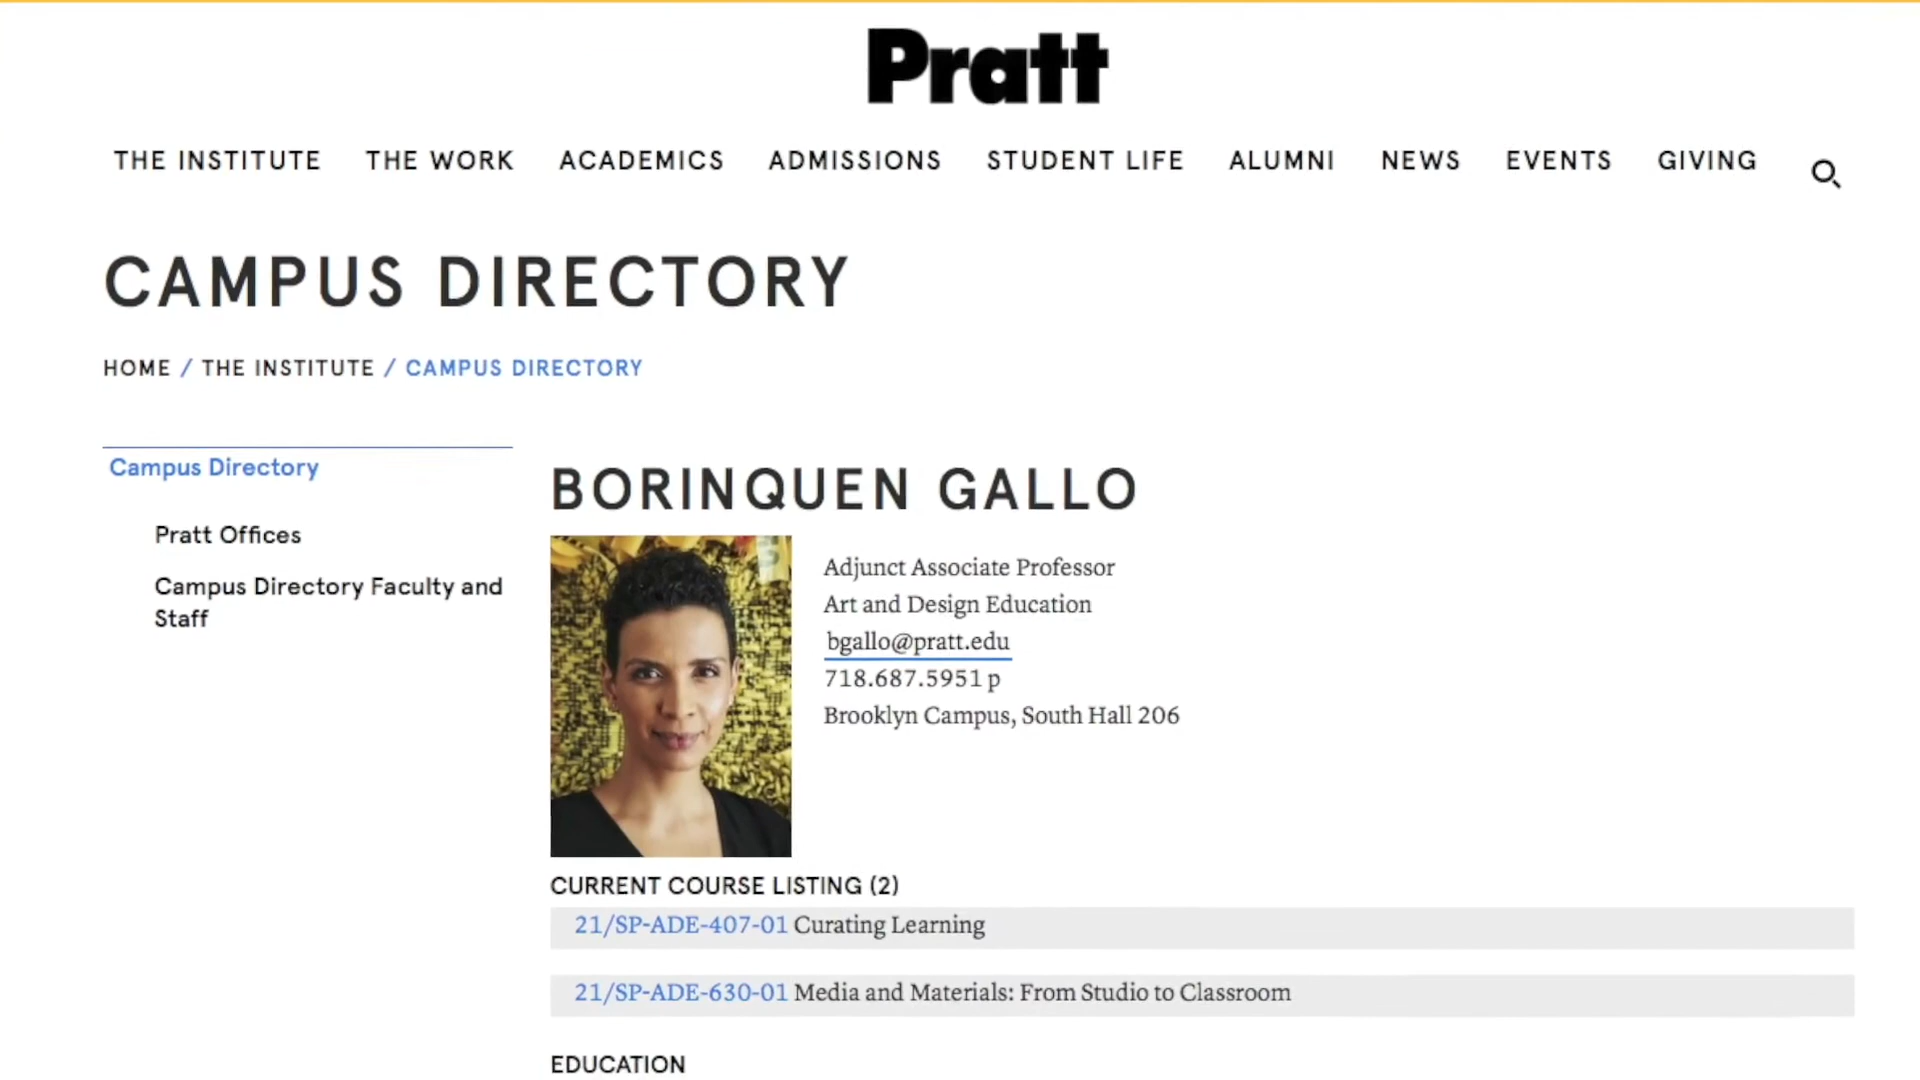 Pratt
THE INSTITUTE THE WORK ACADEMICS ADMISSIONS STUDENT LIFE ALUMNI NEWS EVENTS GIVING
CAMPUS DIRECTORY
HOME / THE INSTITUTE / CAMPUS DIRECTORY
Campus Directory
Pratt Offices
Campus Directory Faculty and
Staff
BORINQUEN GALLO
Adjunct Associate Professor
Art and Design Education
bgallo@pratt.edu
718.687.5951 p
Brooklyn Campus, South Hall 206
CURRENT COURSE LISTING (2)
21/SP-ADE-407-01 Curating Learning
21/SP-ADE-630-01 Media and Materials: From Studio to Classroom
EDUCATION